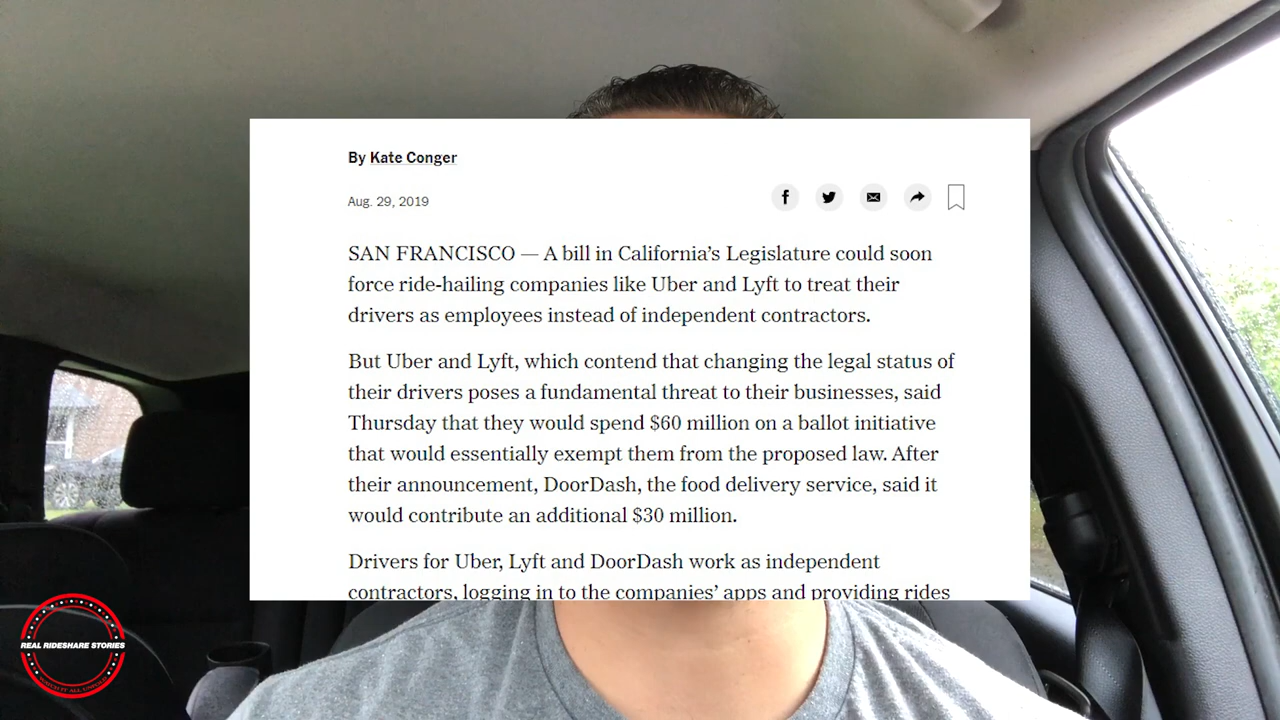 By Kate Conger
Aug. 29, 2019
SAN FRANCISCO — A bill in California’s Legislature could soon
force ride-hailing companies like Uber and Lyft to treat their
drivers as employees instead of independent contractors.
But Uber and Lyft, which contend that changing the legal status of
their drivers poses a fundamental threat to their businesses, said
Thursday that they would spend $60 million on a ballot initiative
that would essentially exempt them from the proposed law. After
their announcement, DoorDash, the food delivery service, said it
would contribute an additional $30 million.
Drivers for Uber, Lyft and DoorDash work as independent
contractors, logging in to the companies’ apps and providing rides
REAL RIDESHARE STORIES
WATCH IT ALL UNFOLD